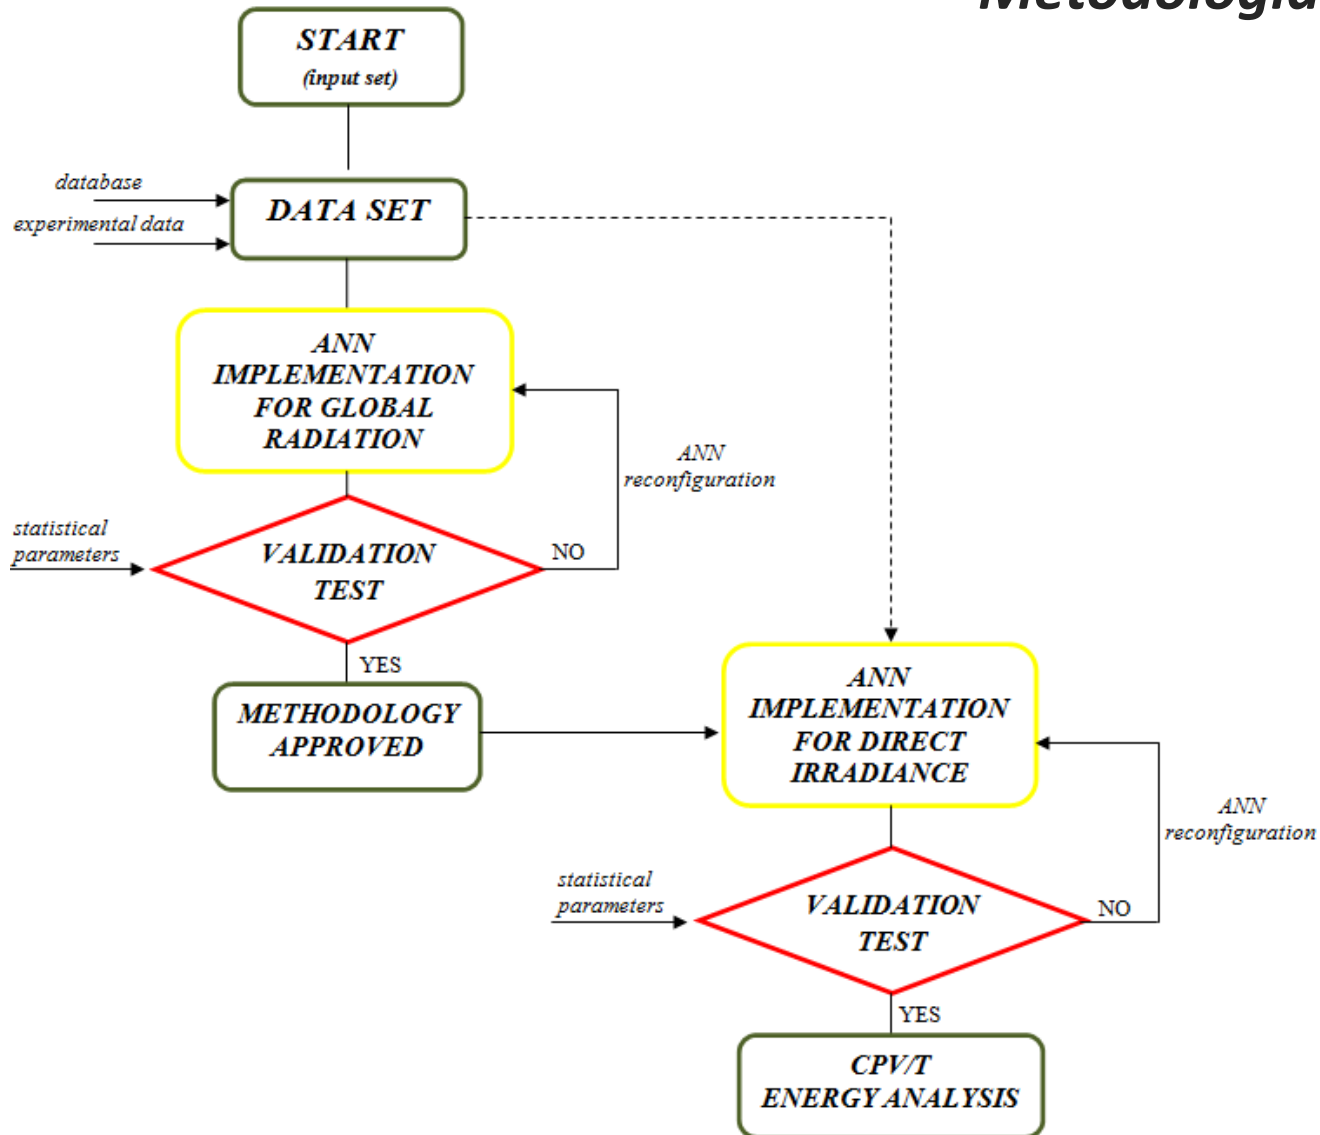 Metodologia
START
(input set)
database
DATA SET
experimental data
ANN
IMPLEMENTATION
FOR GLOBAL
RADIATION
ANN
reconfiguration
statistical
parameters
VALIDATION
TEST
NO
YES
METHODOLOGY
APPROVED
ANN
IMPLEMENTATION
FOR DIRECT
IRRADIANCE
ANN
reconfiguration
statistical
parameters
VALIDATION
TEST
NO
YES
CPV/T
ENERGY ANALYSIS